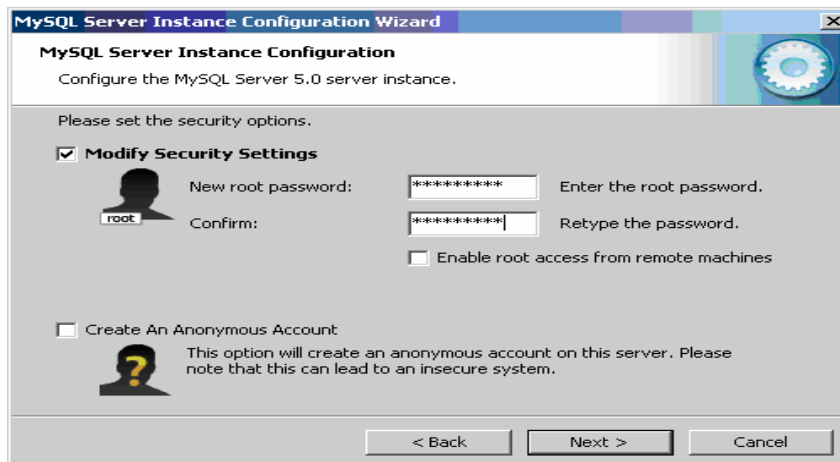 MySQL Server Instance Configuration Wizard
MySQL Server Instance Configuration
Configure the MySQL Server 5.0 server instance.
Please set the security options.
Modify Security Settings
New root password: ********* Enter the root password.
root
Confirm: ********* Retype the password.
Enable root access from remote machines
Create An Anonymous Account
This option will create an anonymous account on this server. Please
note that this can lead to an insecure system.
< Back Next > Cancel